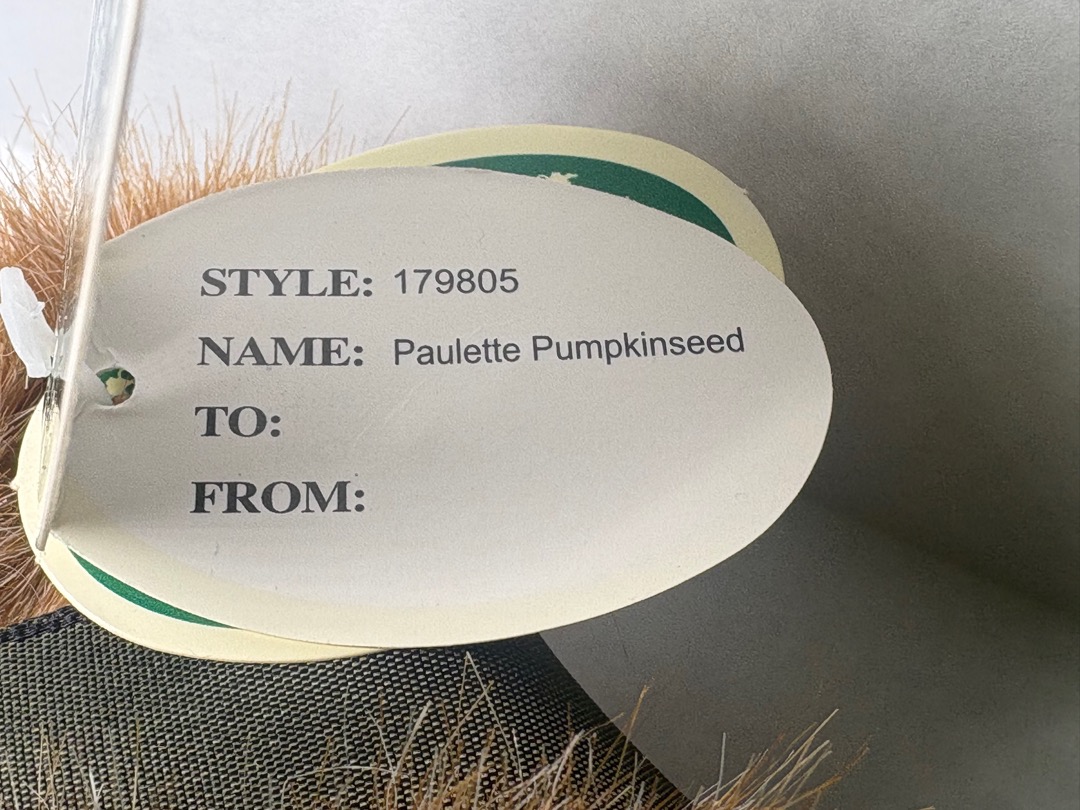 STYLE: 179805
NAME: Paulette Pumpkinseed
TO:
FROM: